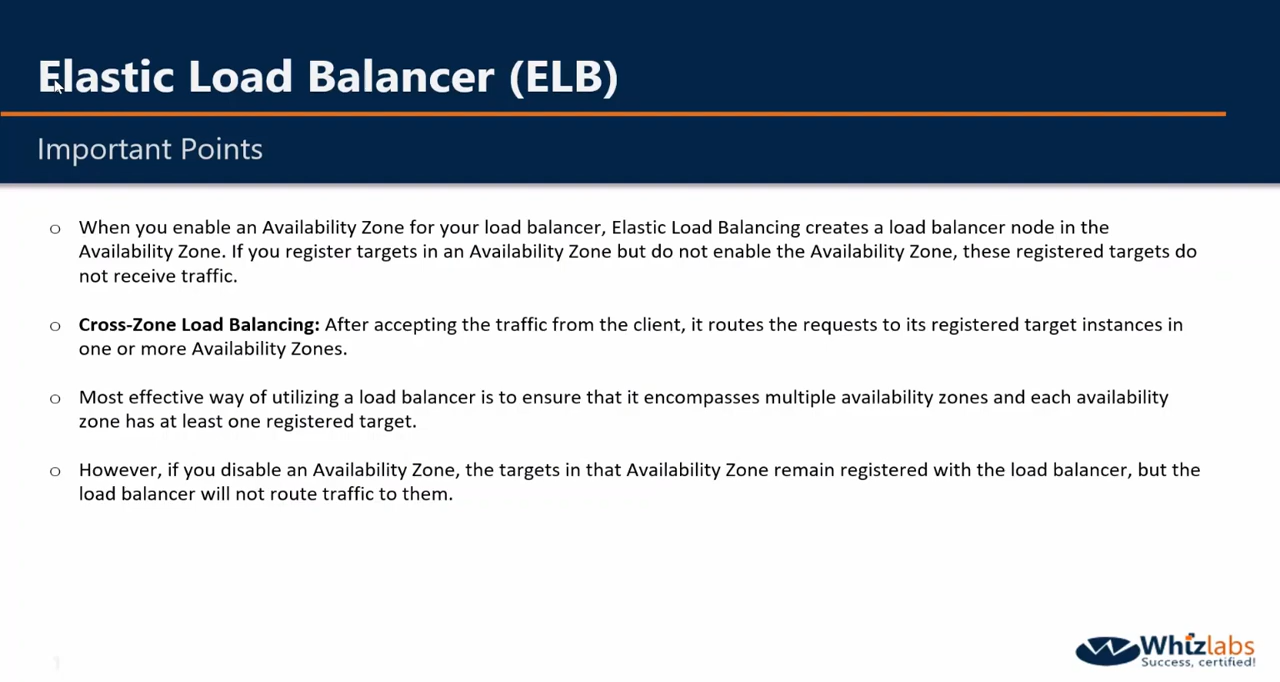 Elastic Load Balancer (ELB)
Important Points
o When you enable an Availability Zone for your load balancer, Elastic Load Balancing creates a load balancer node in the
Availability Zone. If you register targets in an Availability Zone but do not enable the Availability Zone, these registered targets do
not receive traffic.
o Cross-Zone Load Balancing: After accepting the traffic from the client, it routes the requests to its registered target instances in
one or more Availability Zones.
o Most effective way of utilizing a load balancer is to ensure that it encompasses multiple availability zones and each availability
zone has at least one registered target.
o However, if you disable an Availability Zone, the targets in that Availability Zone remain registered with the load balancer, but the
load balancer will not route traffic to them.
1
Whizlabs
Success, certified!